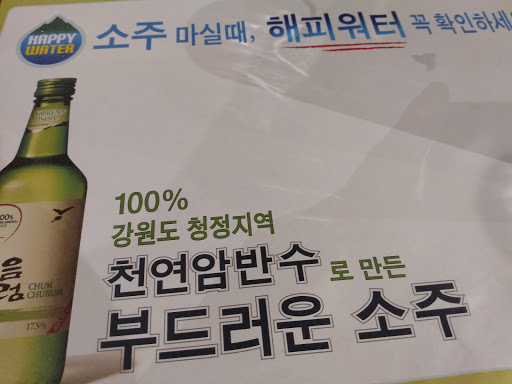 HAPPY
WATER
소주 마실때, 해피워터 꼭 확인하세
100%
강원도 청정지역
천연암반수 로 만든
부드러운 소주
음
럼
CHUM
CHURUM
17.5%